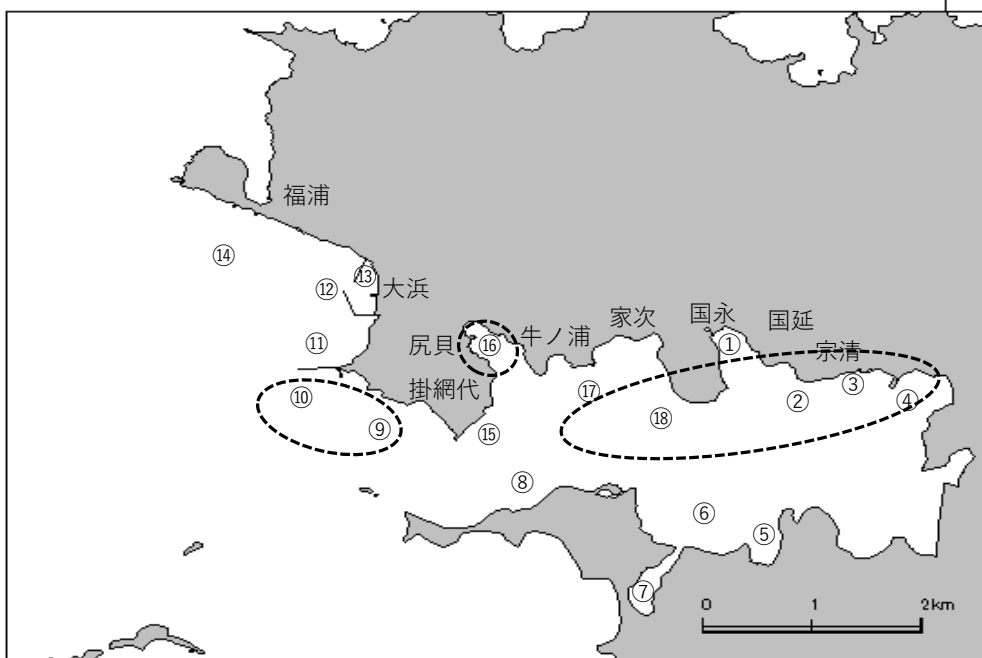 福浦
⑭
⑬
⑫
大浜
国永
国延
家次
牛ノ浦
尻貝
⑯
①
⑪
宗清
掛網代
③
⑰
⑩
②
④
⑱
⑨
⑮
⑧
⑥
⑤
⑦
0 1 2km